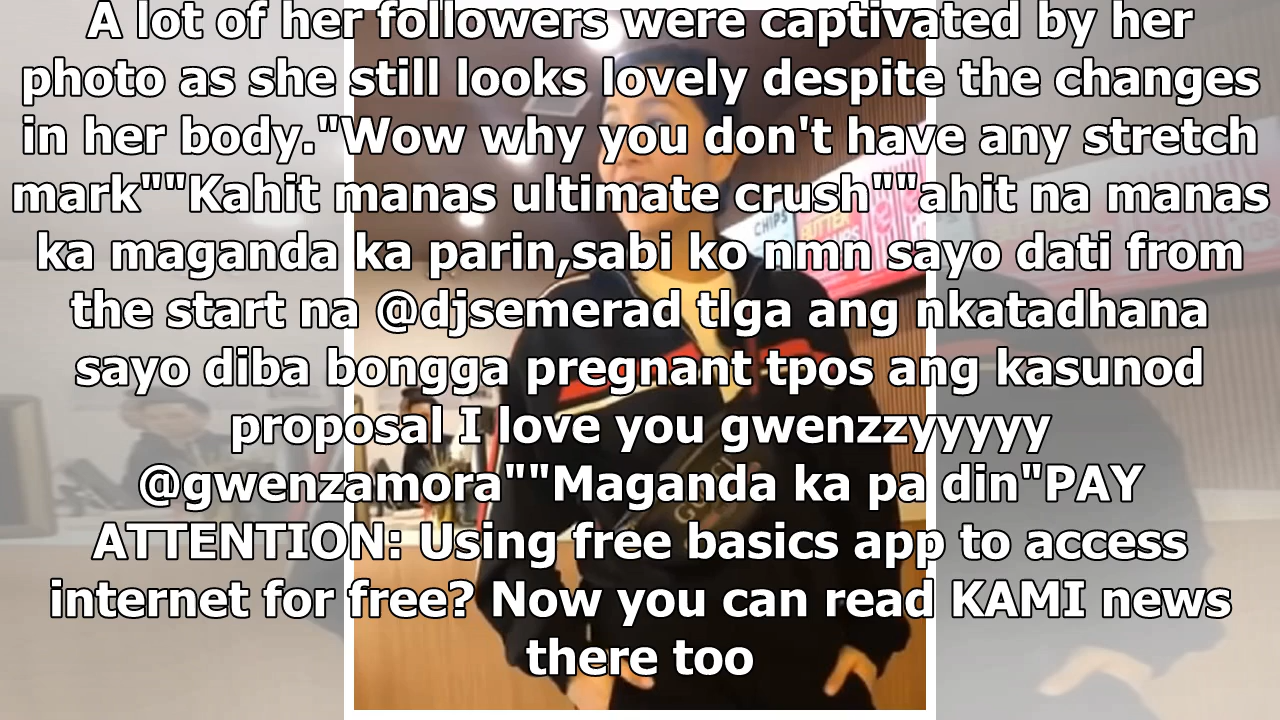 A lot of her followers were captivated by her
photo as she still looks lovely despite the changes
in her body."Wow why you don't have any stretch
mark""Kahit manas ultimate crush""ahit na manas
ka maganda ka parin,sabi ko nmn sayo dati from
the start na @djsemerad tlga ang nkatadhana
sayo diba bongga pregnant tpos ang kasunod
proposal I love you gwenzzyyyyyy
@gwenzamora""Maganda ka pa din"PAY
ATTENTION: Using free basics app to access
internet for free? Now you can read KAMI news
there too
CHIPS
BUTTER
GUCCI